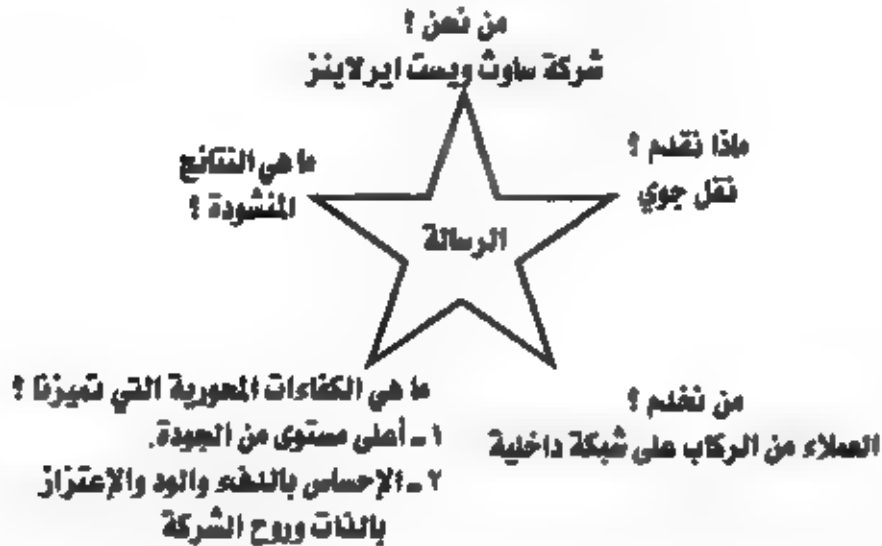 من نحن ؟
شركة ساوث ويست ايرلاينز
ماذا نقدم ؟
نقل جوي
ما هي النتائج
المنشودة ؟
الرسالة
من نخدم ؟
العملاء من الركاب على شبكة داخلية
ما هي الكفاءات المحورية التي تميزنا ؟
١ - أعلى مستوى من الجودة.
٢ - الإحساس بالدفء والود والإعتزاز
بالذات وروح الشركة